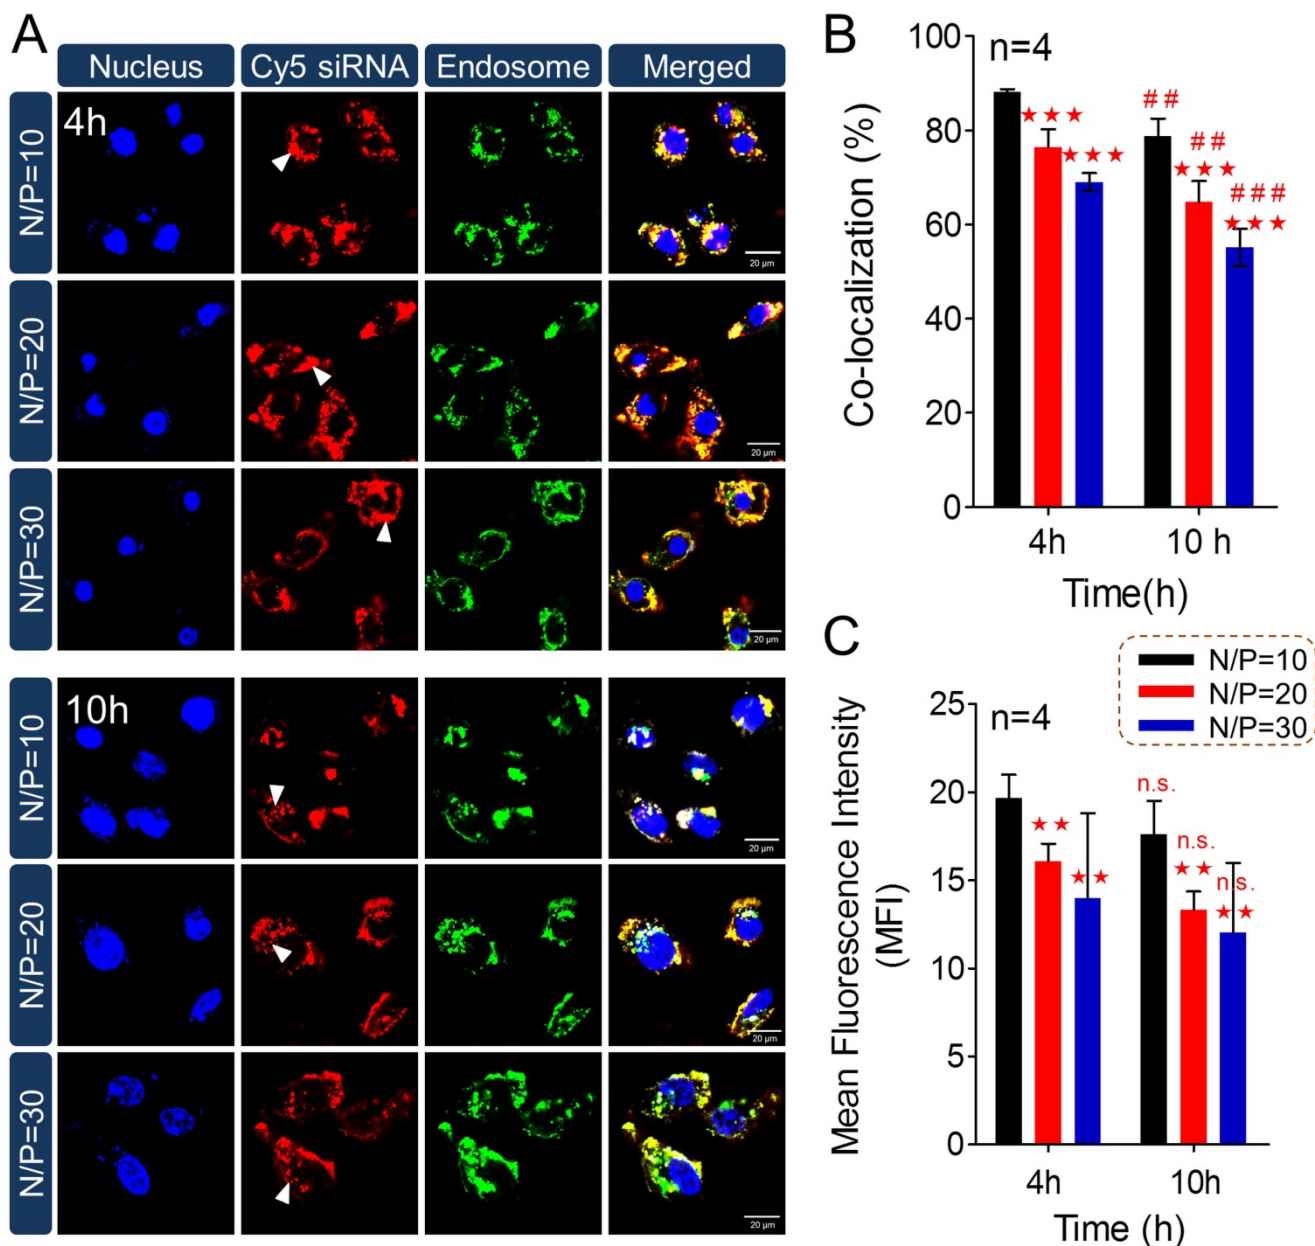 A
Nucleus Cy5 siRNA Endosome Merged
N/P=10
4h
20 µm
N/P=20
20 µm
N/P=30
20 µm
N/P=10
10h
20 µm
N/P=20
20 µm
N/P=30
20 µm
B
n=4
Co-localization (%)
100
80
60
40
20
0
★★★
★★★
##
##
★★★
###
★★★
4h 10 h
Time(h)
C
N/P=10
N/P=20
N/P=30
n=4
Mean Fluorescence Intensity
(MFI)
25
20
15
10
5
0
★★
★★
n.s.
n.s.
★★
n.s.
★★
4h 10h
Time (h)